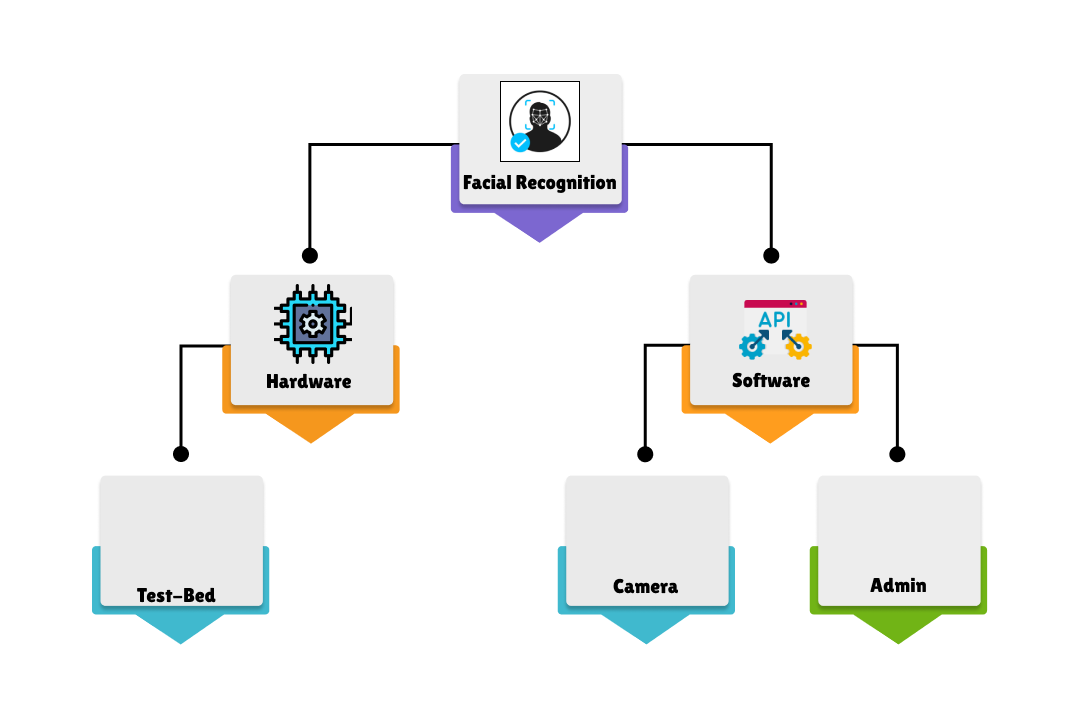 Facial Recognition
Hardware
API
Software
Test-Bed
Camera
Admin